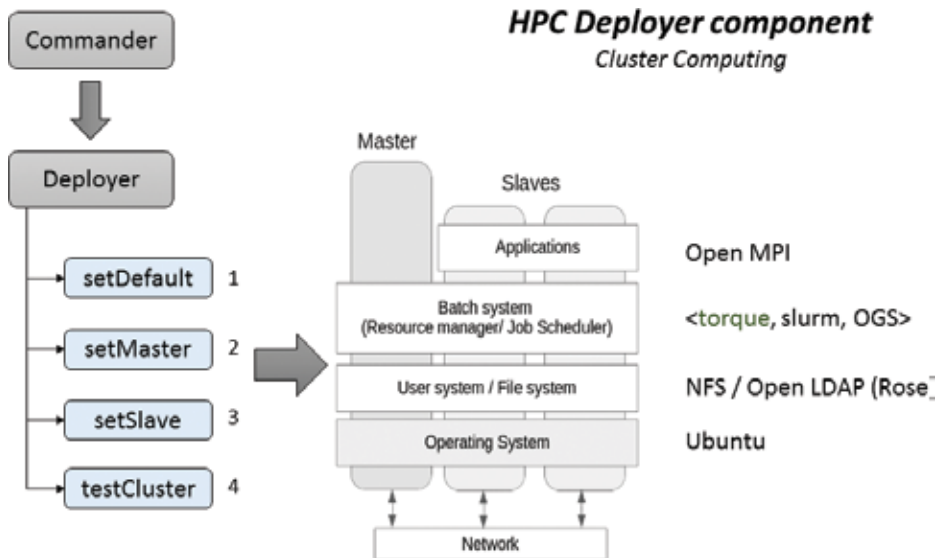 HPC Deployer component
Cluster Computing
Commander
Deployer
setDefault 1
setMaster 2
setSlave 3
testCluster 4
Master
Slaves
Applications
Open MPI
Batch system
(Resource manager/ Job Scheduler)
<torque, slurm, OGS>
User system / File system
NFS / Open LDAP (Rose
Operating System
Ubuntu
Network